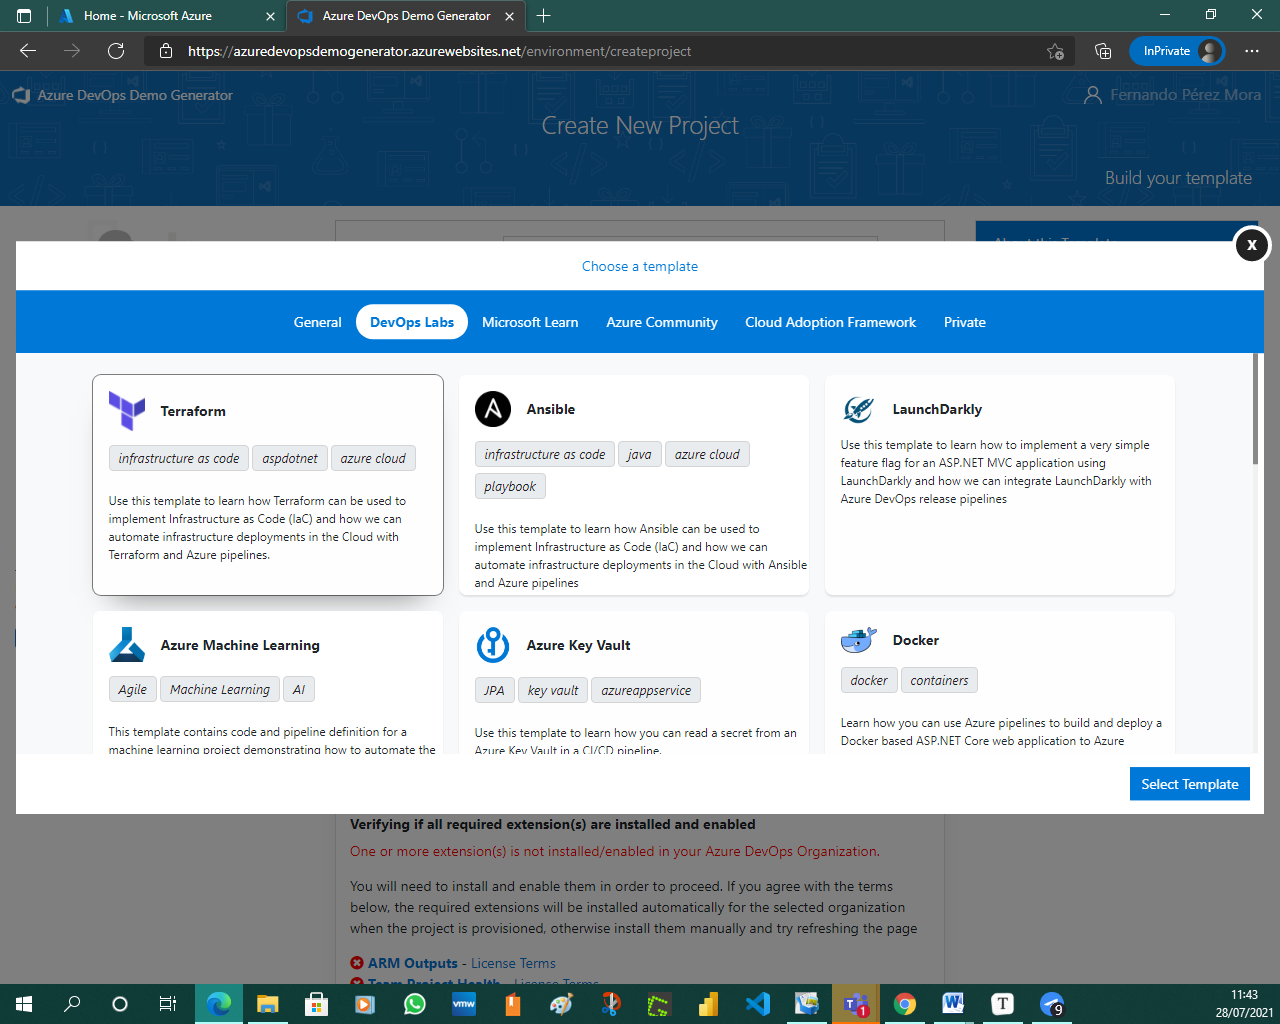 Home - Microsoft Azure
Azure DevOps Demo Generator
https://azuredevopsdemogenerator.azurewebsites.net/environment/createproject
InPrivate
Azure DevOps Demo Generator
Fernando Pérez Mora
Create New Project
Build your template
Choose a template
X
General
DevOps Labs
Microsoft Learn
Azure Community
Cloud Adoption Framework
Private
Terraform
infrastructure as code
aspdotnet
azure cloud
Use this template to learn how Terraform can be used to
implement Infrastructure as Code (IaC) and how we can
automate infrastructure deployments in the Cloud with
Terraform and Azure pipelines.
Ansible
infrastructure as code
java
azure cloud
playbook
Use this template to learn how Ansible can be used to
implement Infrastructure as Code (IaC) and how we can
automate infrastructure deployments in the Cloud with Ansible
and Azure pipelines
LaunchDarkly
Use this template to learn how to implement a very simple
feature flag for an ASP.NET MVC application using
LaunchDarkly and how we can integrate LaunchDarkly with
Azure DevOps release pipelines
Azure Machine Learning
Agile
Machine Learning
AI
This template contains code and pipeline definition for a
machine learning project demonstrating how to automate the
Azure Key Vault
JPA
key vault
azureappservice
Use this template to learn how you can read a secret from an
Azure Key Vault in a CI/CD pipeline.
Docker
docker
containers
Learn how you can use Azure pipelines to build and deploy a
Docker based ASP.NET Core web application to Azure
Select Template
Verifying if all required extension(s) are installed and enabled
One or more extension(s) is not installed/enabled in your Azure DevOps Organization.
You will need to install and enable them in order to proceed. If you agree with the terms
below, the required extensions will be installed automatically for the selected organization
when the project is provisioned, otherwise install them manually and try refreshing the page
ARM Outputs - License Terms
Team Project Health - License Terms
vmw
1
W
T
9
11:43
28/07/2021